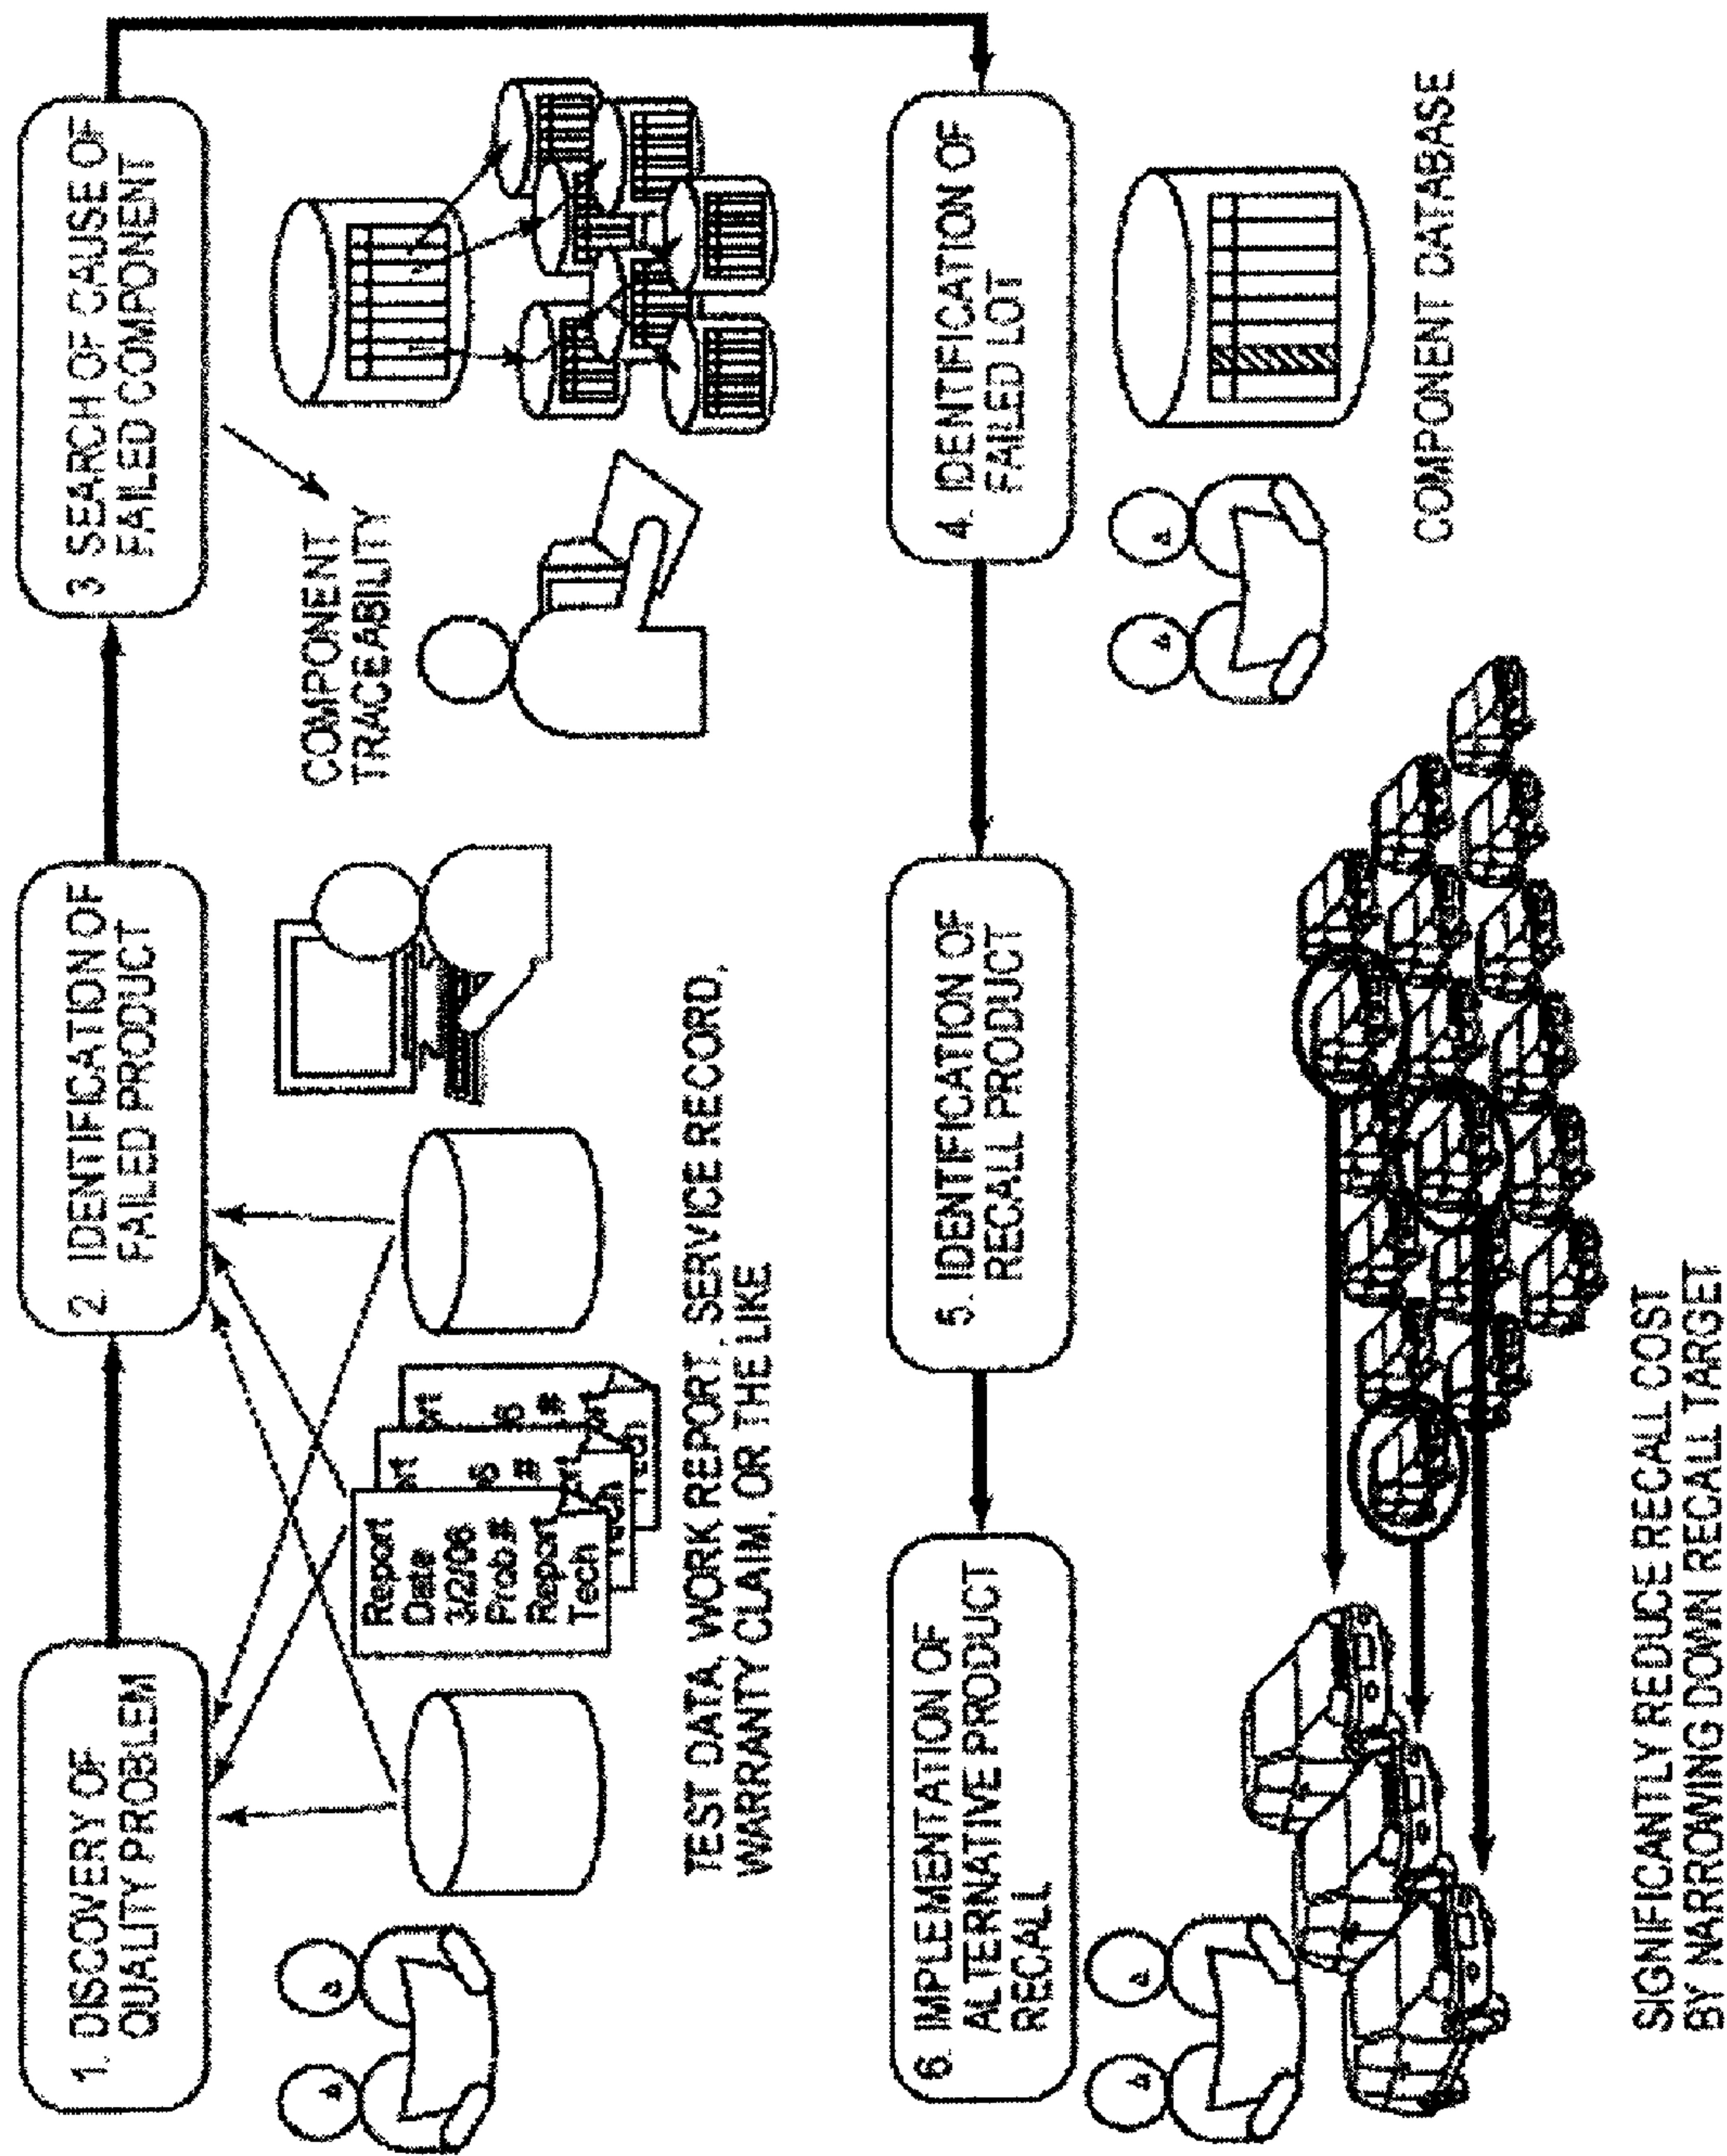 1. DISCOVERY OF
QUALITY PROBLEM
2. IDENTIFICATION OF
FAILED PRODUCT
3 SEARCH OF CAUSE OF
FAILED COMPONENT
COMPONENT
TRACEABILITY
Report
Date
3/2/06
Prob.#
Report
Tech
#
#
Tech
TEST DATA, WORK REPORT, SERVICE RECORD,
WARRANTY CLAIM, OR THE LIKE
6. IMPLEMENTATION OF
ALTERNATIVE PRODUCT
RECALL
5. IDENTIFICATION OF
RECALL PRODUCT
4. IDENTIFICATION OF
FAILED LOT
COMPONENT DATABASE
SIGNIFICANTLY REDUCE RECALL COST
BY NARROWING DOWN RECALL TARGET